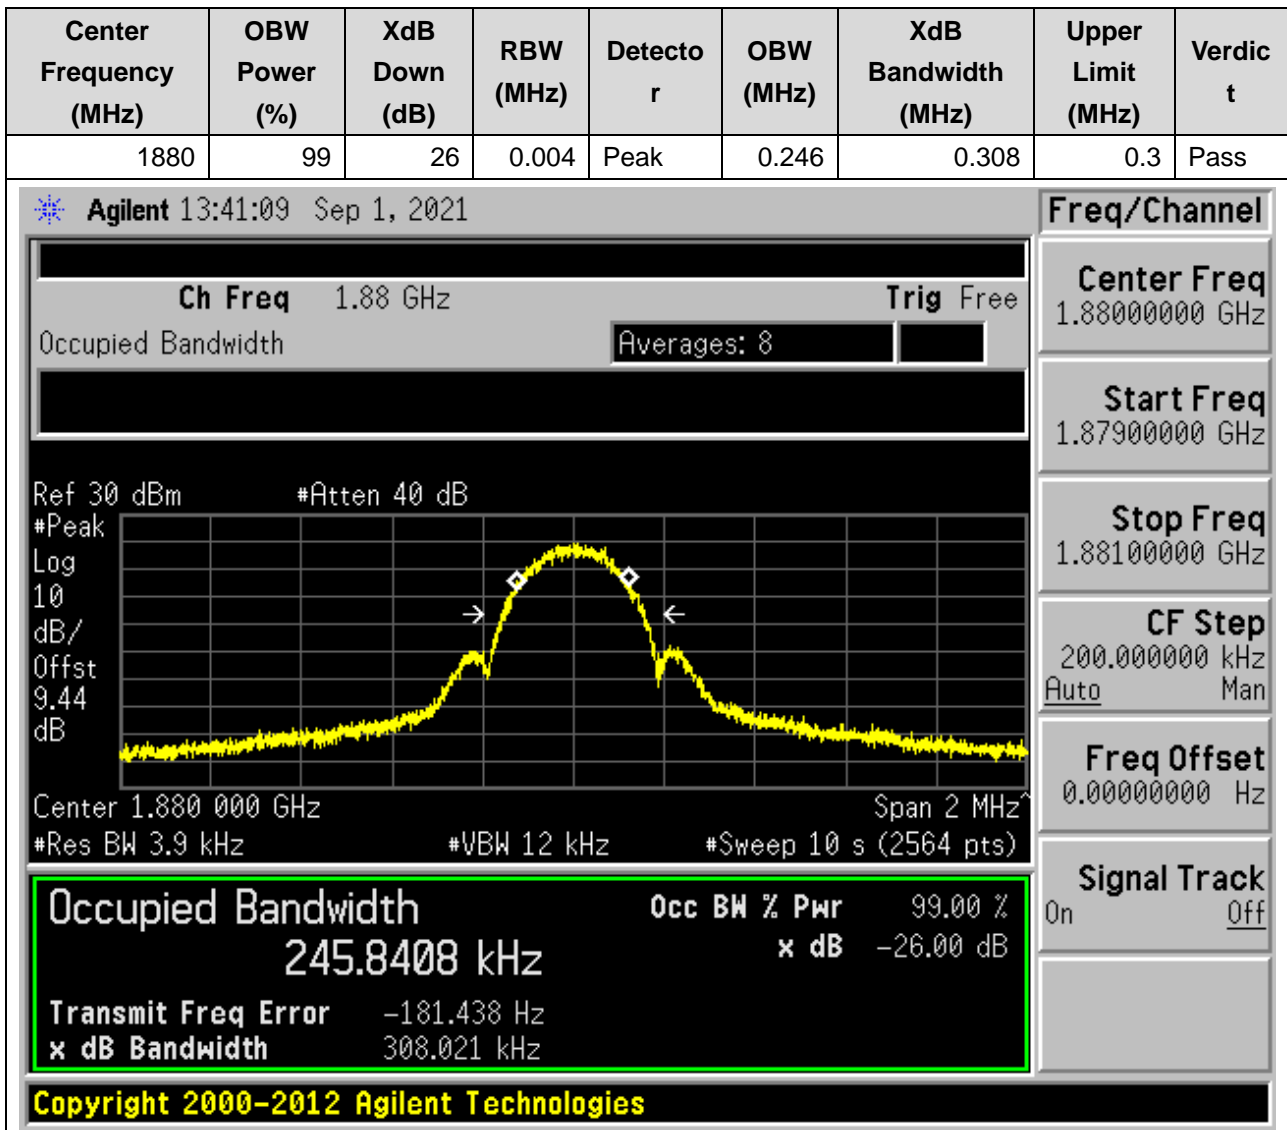 Center Frequency (MHz) OBW Power (%) XdB Down (dB) RBW (MHz) Detecto r OBW (MHz) XdB Bandwidth (MHz) Upper Limit (MHz) Verdic t
1880 99 26 0.004 Peak 0.246 0.308 0.3 Pass
Agilent 13:41:09 Sep 1, 2021
Freq/Channel
Ch Freq 1.88 GHz Trig Free
Occupied Bandwidth Averages: 8
Center Freq
1.88000000 GHz
Start Freq
1.87900000 GHz
Stop Freq
1.88100000 GHz
CF Step
200.000000 kHz
Auto Man
Freq Offset
0.00000000 Hz
Signal Track
On Off
Ref 30 dBm #Atten 40 dB
#Peak
Log
10
dB/
Offst
9.44
dB
Center 1.880 000 GHz Span 2 MHz^
#Res BW 3.9 kHz #VBW 12 kHz #Sweep 10 s (2564 pts)
Occupied Bandwidth Occ BW % Pwr 99.00 %
245.8408 kHz x dB -26.00 dB
Transmit Freq Error -181.438 Hz
x dB Bandwidth 308.021 kHz
Copyright 2000-2012 Agilent Technologies